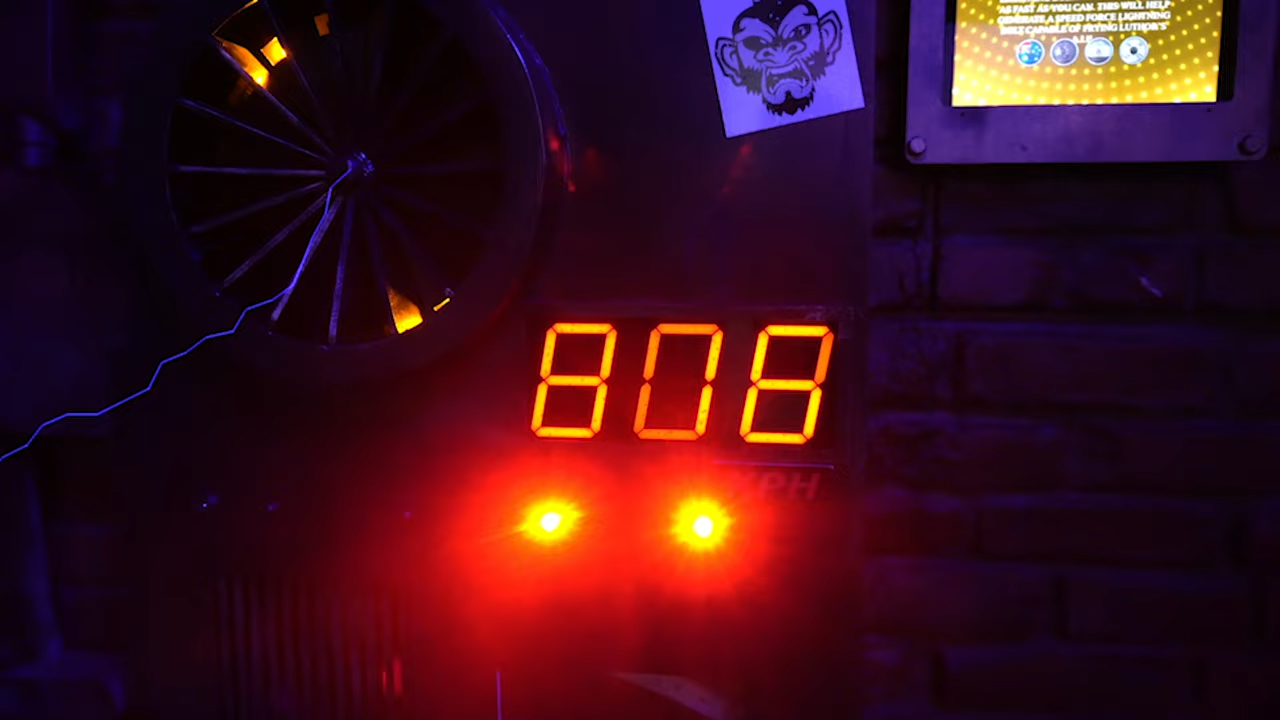 AS FAST AS YOU CAN. THIS WILL HELP
GENERATE A SPEED FORCE LIGHTNING
BOLT CAPABLE OF FRYING LUTHOR'S
808
MPH